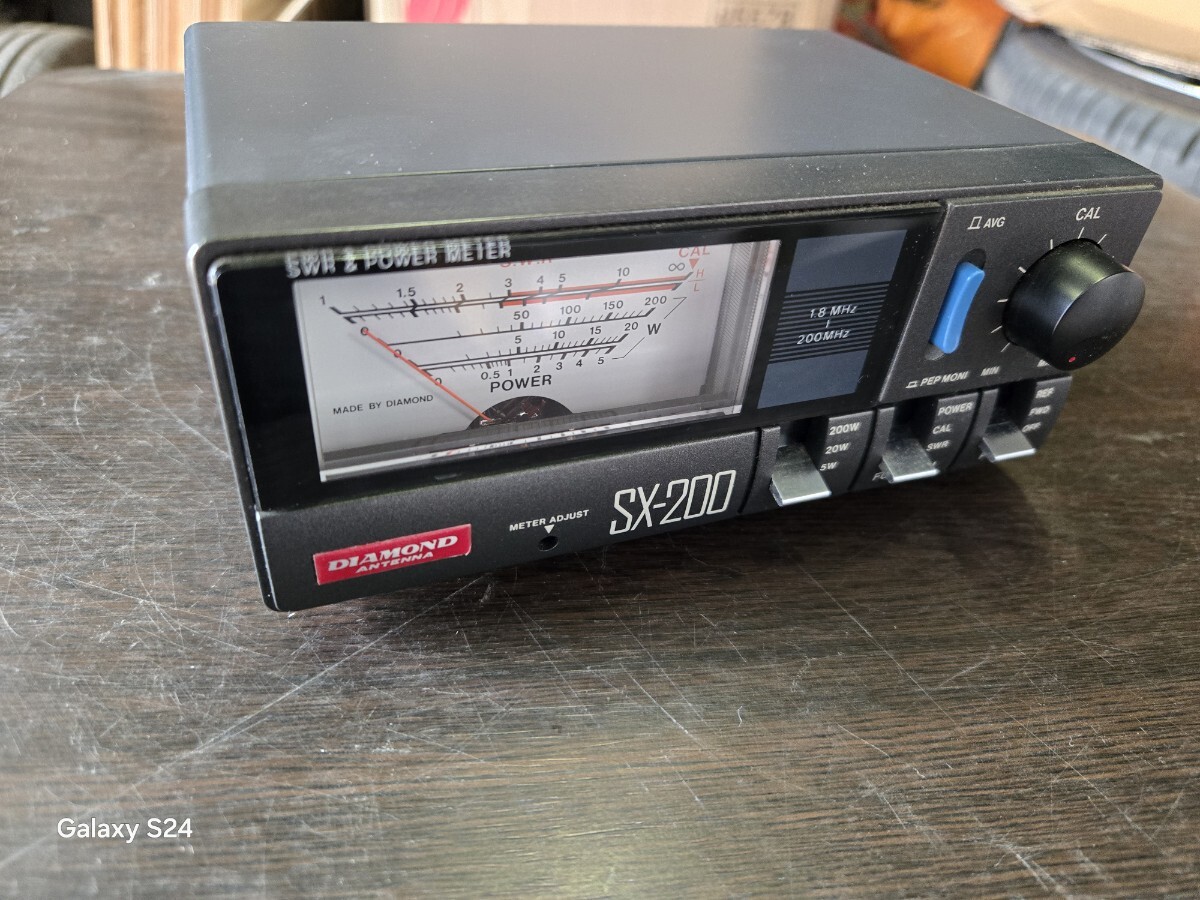 SWR & POWER METER
S.W.R
CAL
1 1.5 2 3 4 5 10 ∞ H
L
0 50 100 150 200
0 5 10 15 20 W
0 0.5 1 2 3 4 5
POWER
MADE BY DIAMOND
1.8 MHz
200MHz
AVG
CAL
PEP MONI
MIN
200W
20W
5W
POWER
CAL
SWR
REF
FWD
OFF
SX-200
METER ADJUST
DIAMOND
ANTENNA
Galaxy S24